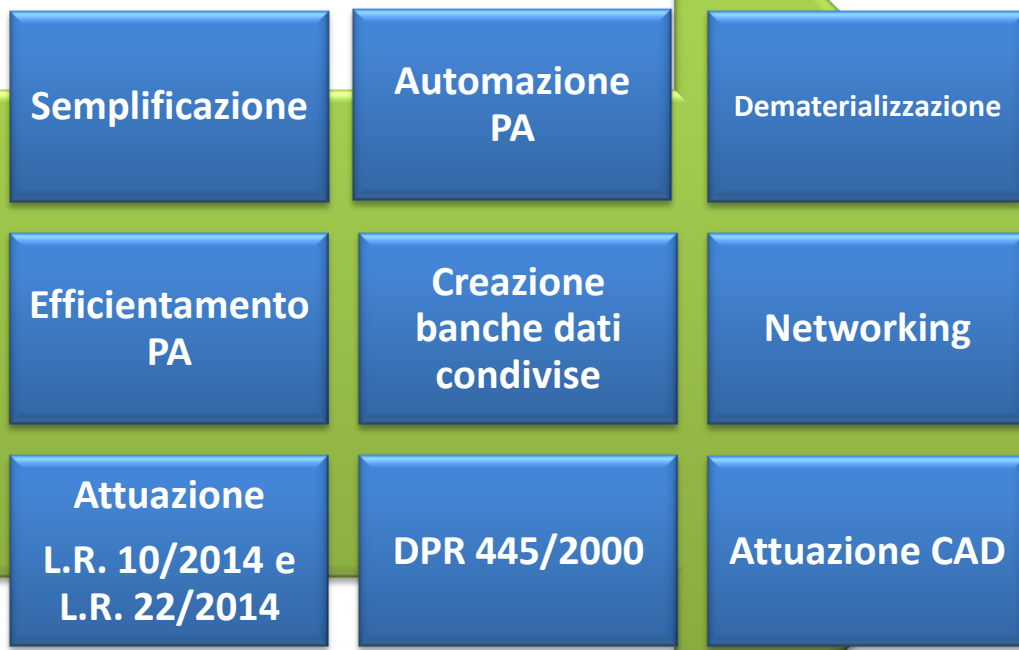 Semplificazione
Automazione
PA
Dematerializzazione
Efficientamento
PA
Creazione
banche dati
condivise
Networking
Attuazione
L.R. 10/2014 e
L.R. 22/2014
DPR 445/2000
Attuazione CAD